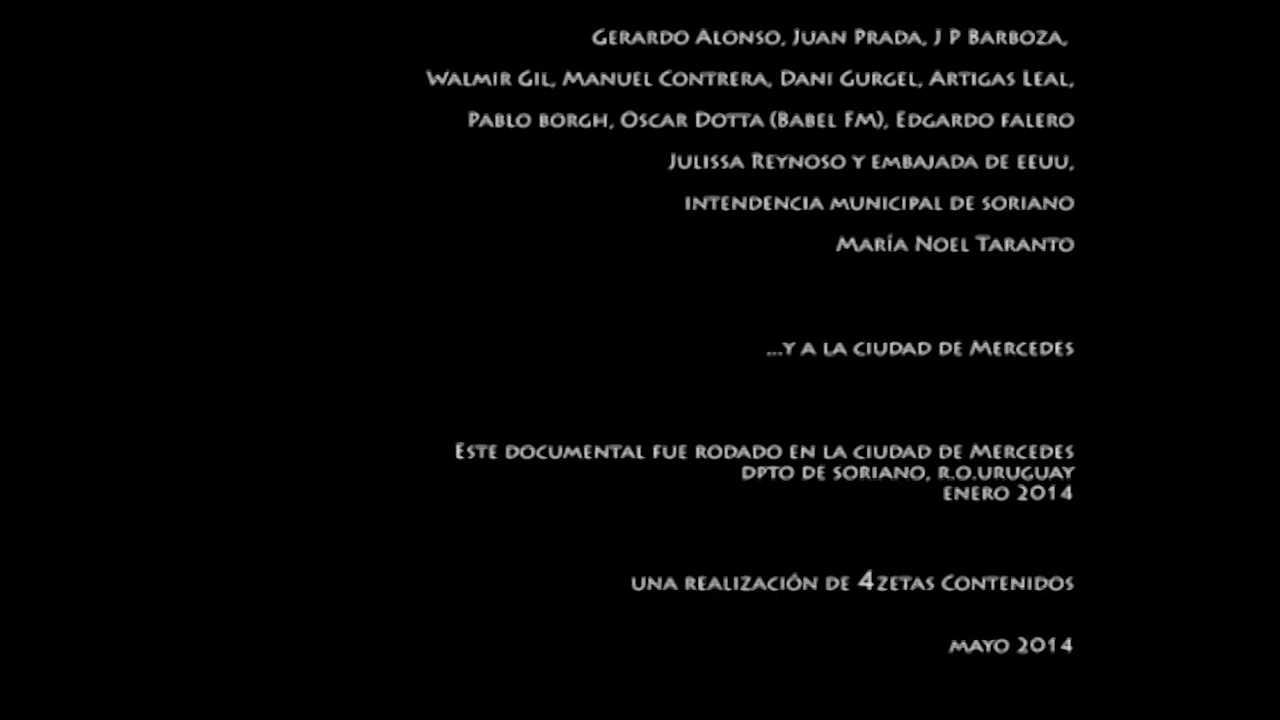 Gerardo Alonso, Juan Prada, J P Barboza,
Walmir Gil, Manuel Contrera, Dani Gurgel, Artigas Leal,
Pablo borgh, Oscar Dotta (Babel FM), Edgardo falero
Julissa Reynoso y embajada de eeuu,
intendencia municipal de soriano
María Noel Taranto
...y a la ciudad de Mercedes
Este documental fue rodado en la ciudad de Mercedes
dpto de soriano, r.o.uruguay
enero 2014
una realización de 4zetas Contenidos
mayo 2014